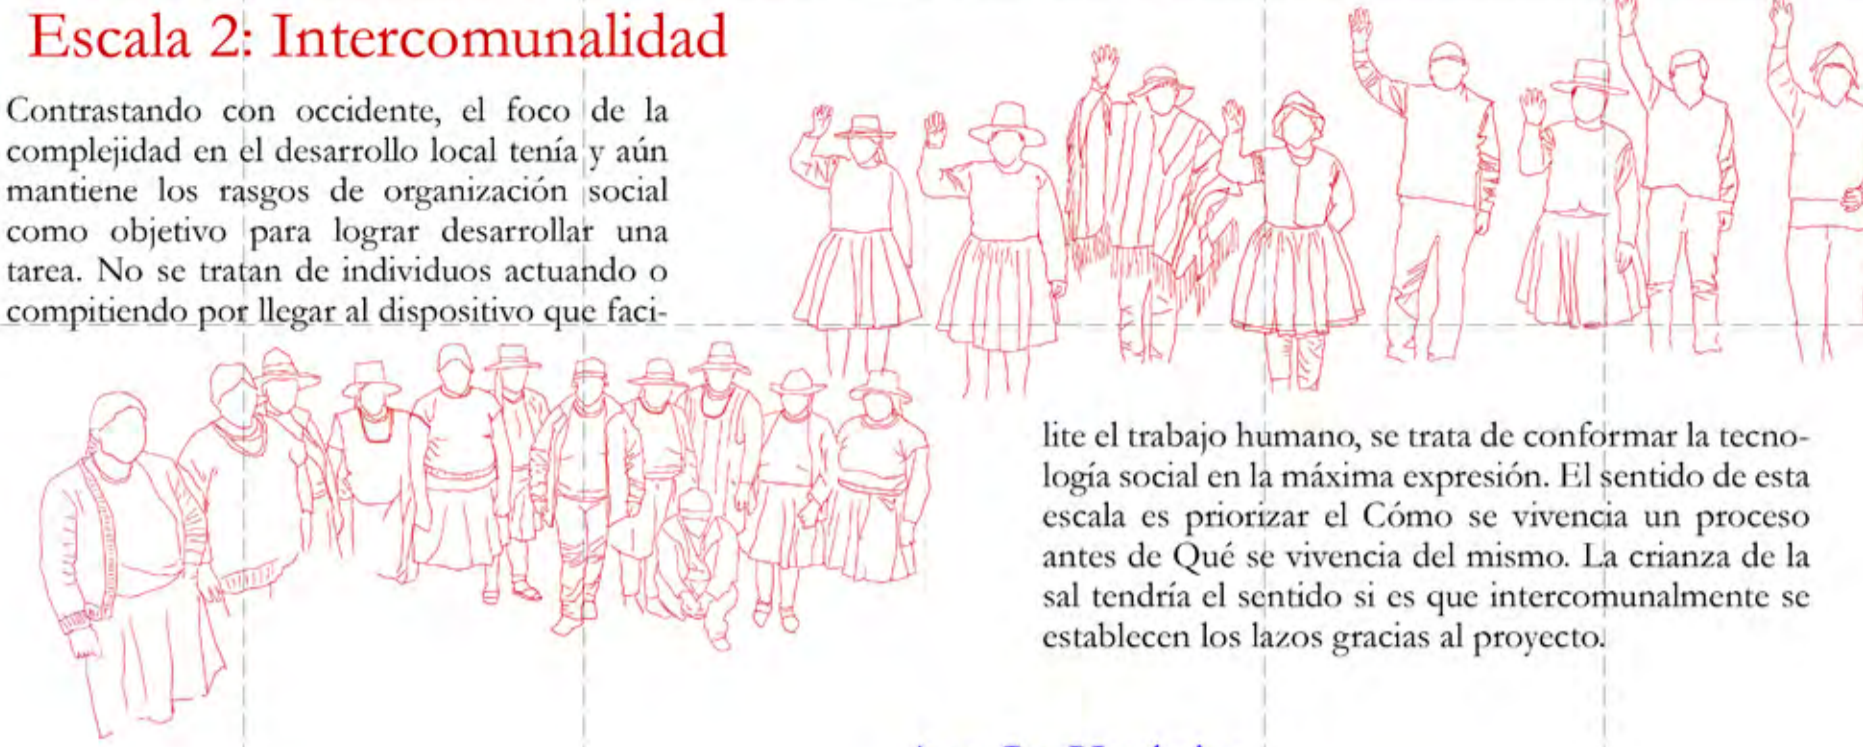 Escala 2: Intercomunalidad
Contrastando con occidente, el foco de la
complejidad en el desarrollo local tenía y aún
mantiene los rasgos de organización social
como objetivo para lograr desarrollar una
tarea. No se tratan de individuos actuando o
compitiendo por llegar al dispositivo que faci-
lite el trabajo humano, se trata de conformar la tecno-
logía social en la máxima expresión. El sentido de esta
escala es priorizar el Cómo se vivencia un proceso
antes de Qué se vivencia del mismo. La crianza de la
sal tendría el sentido si es que intercomunalmente se
establecen los lazos gracias al proyecto.